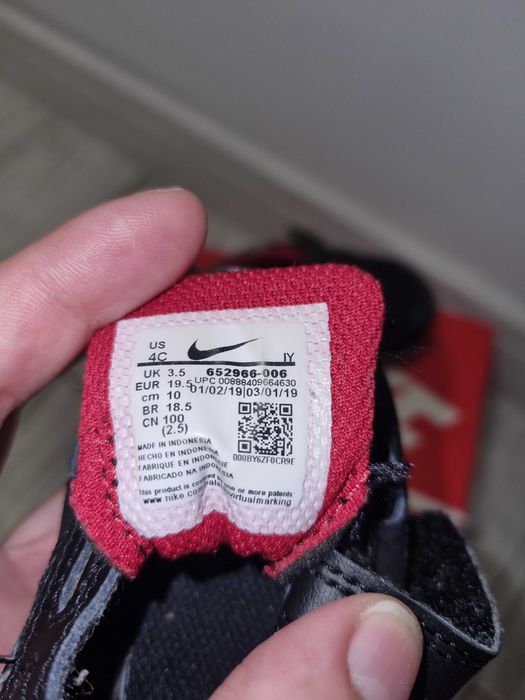 US
4C IY
UK 3.5 652966-006
EUR 19.5 UPC 00888409664630
cm 10 01/02/19|03/01/19
BR 18.5
CN 100
(2.5) 000BY6ZF0CR9E
MADE IN INDONESIA
HECHO EN INDONESIA
FABRIQUE EN INDONESIE
FABRICADO NA INDONESIA
this product is covered by one or more patents
www.nike.com/virtualmarking